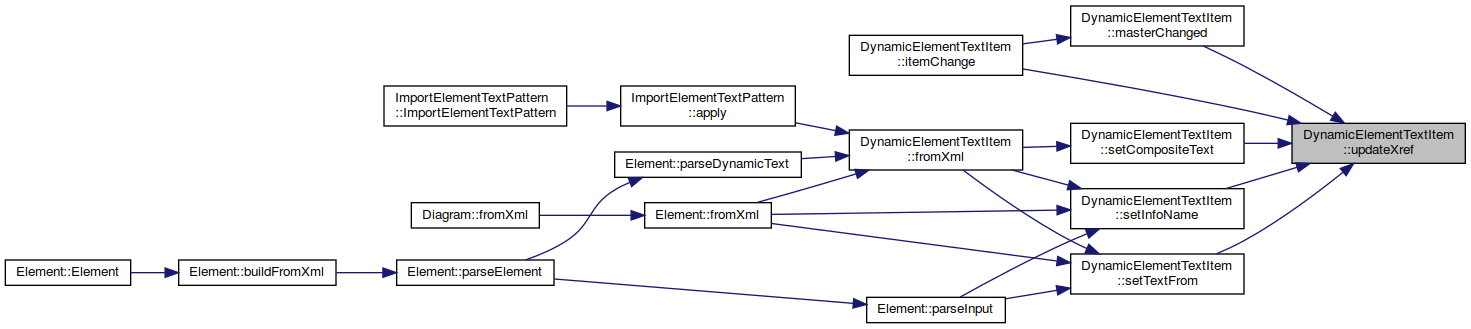 DynamicElementTextItem
::masterChanged
DynamicElementTextItem
::itemChange
ImportElementTextPattern
::ImportElementTextPattern
ImportElementTextPattern
::apply
DynamicElementTextItem
::fromXml
DynamicElementTextItem
::setCompositeText
DynamicElementTextItem
::updateXref
Element::parseDynamicText
Diagram::fromXml
Element::fromXml
DynamicElementTextItem
::setInfoName
Element::Element
Element::buildFromXml
Element::parseElement
DynamicElementTextItem
::setTextFrom
Element::parseInput